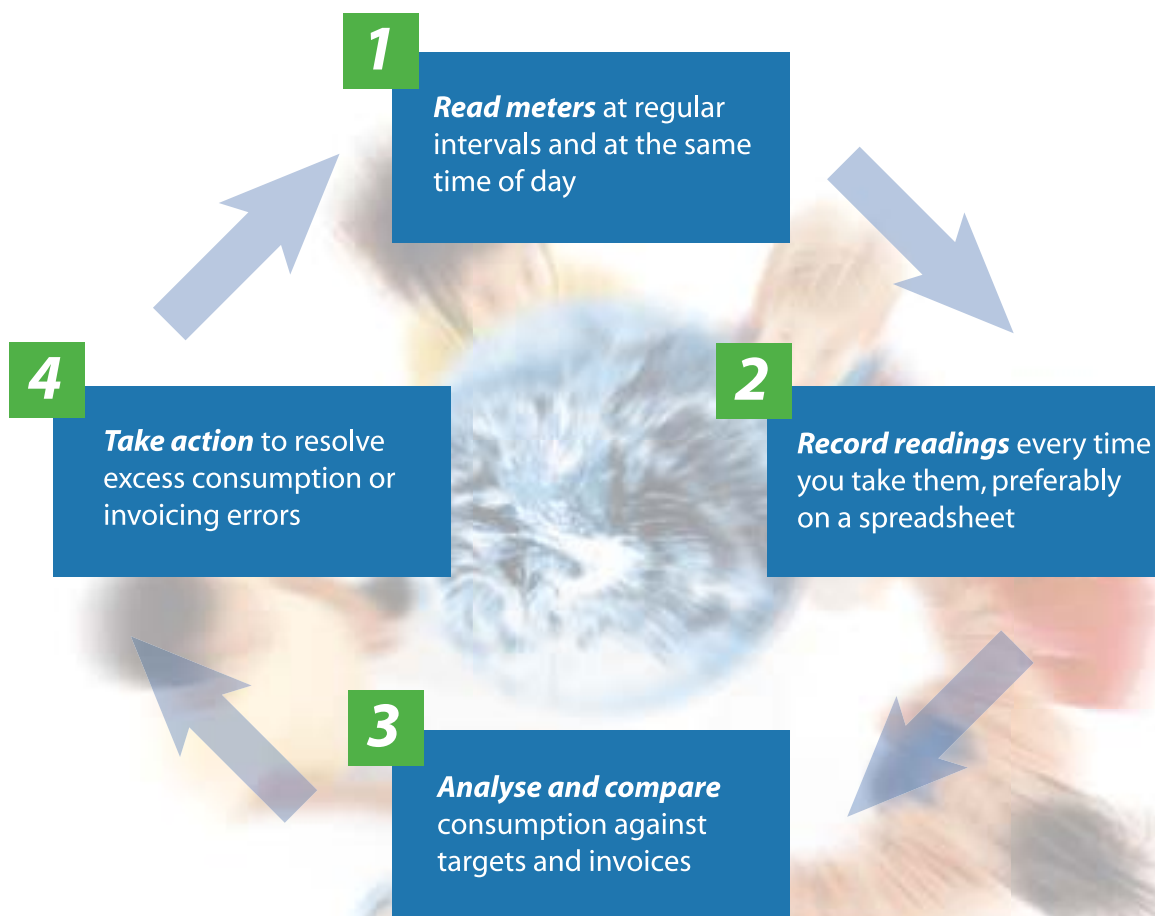 1
Read meters at regular
intervals and at the same
time of day
2
Record readings every time
you take them, preferably
on a spreadsheet
3
Analyse and compare
consumption against
targets and invoices
4
Take action to resolve
excess consumption or
invoicing errors